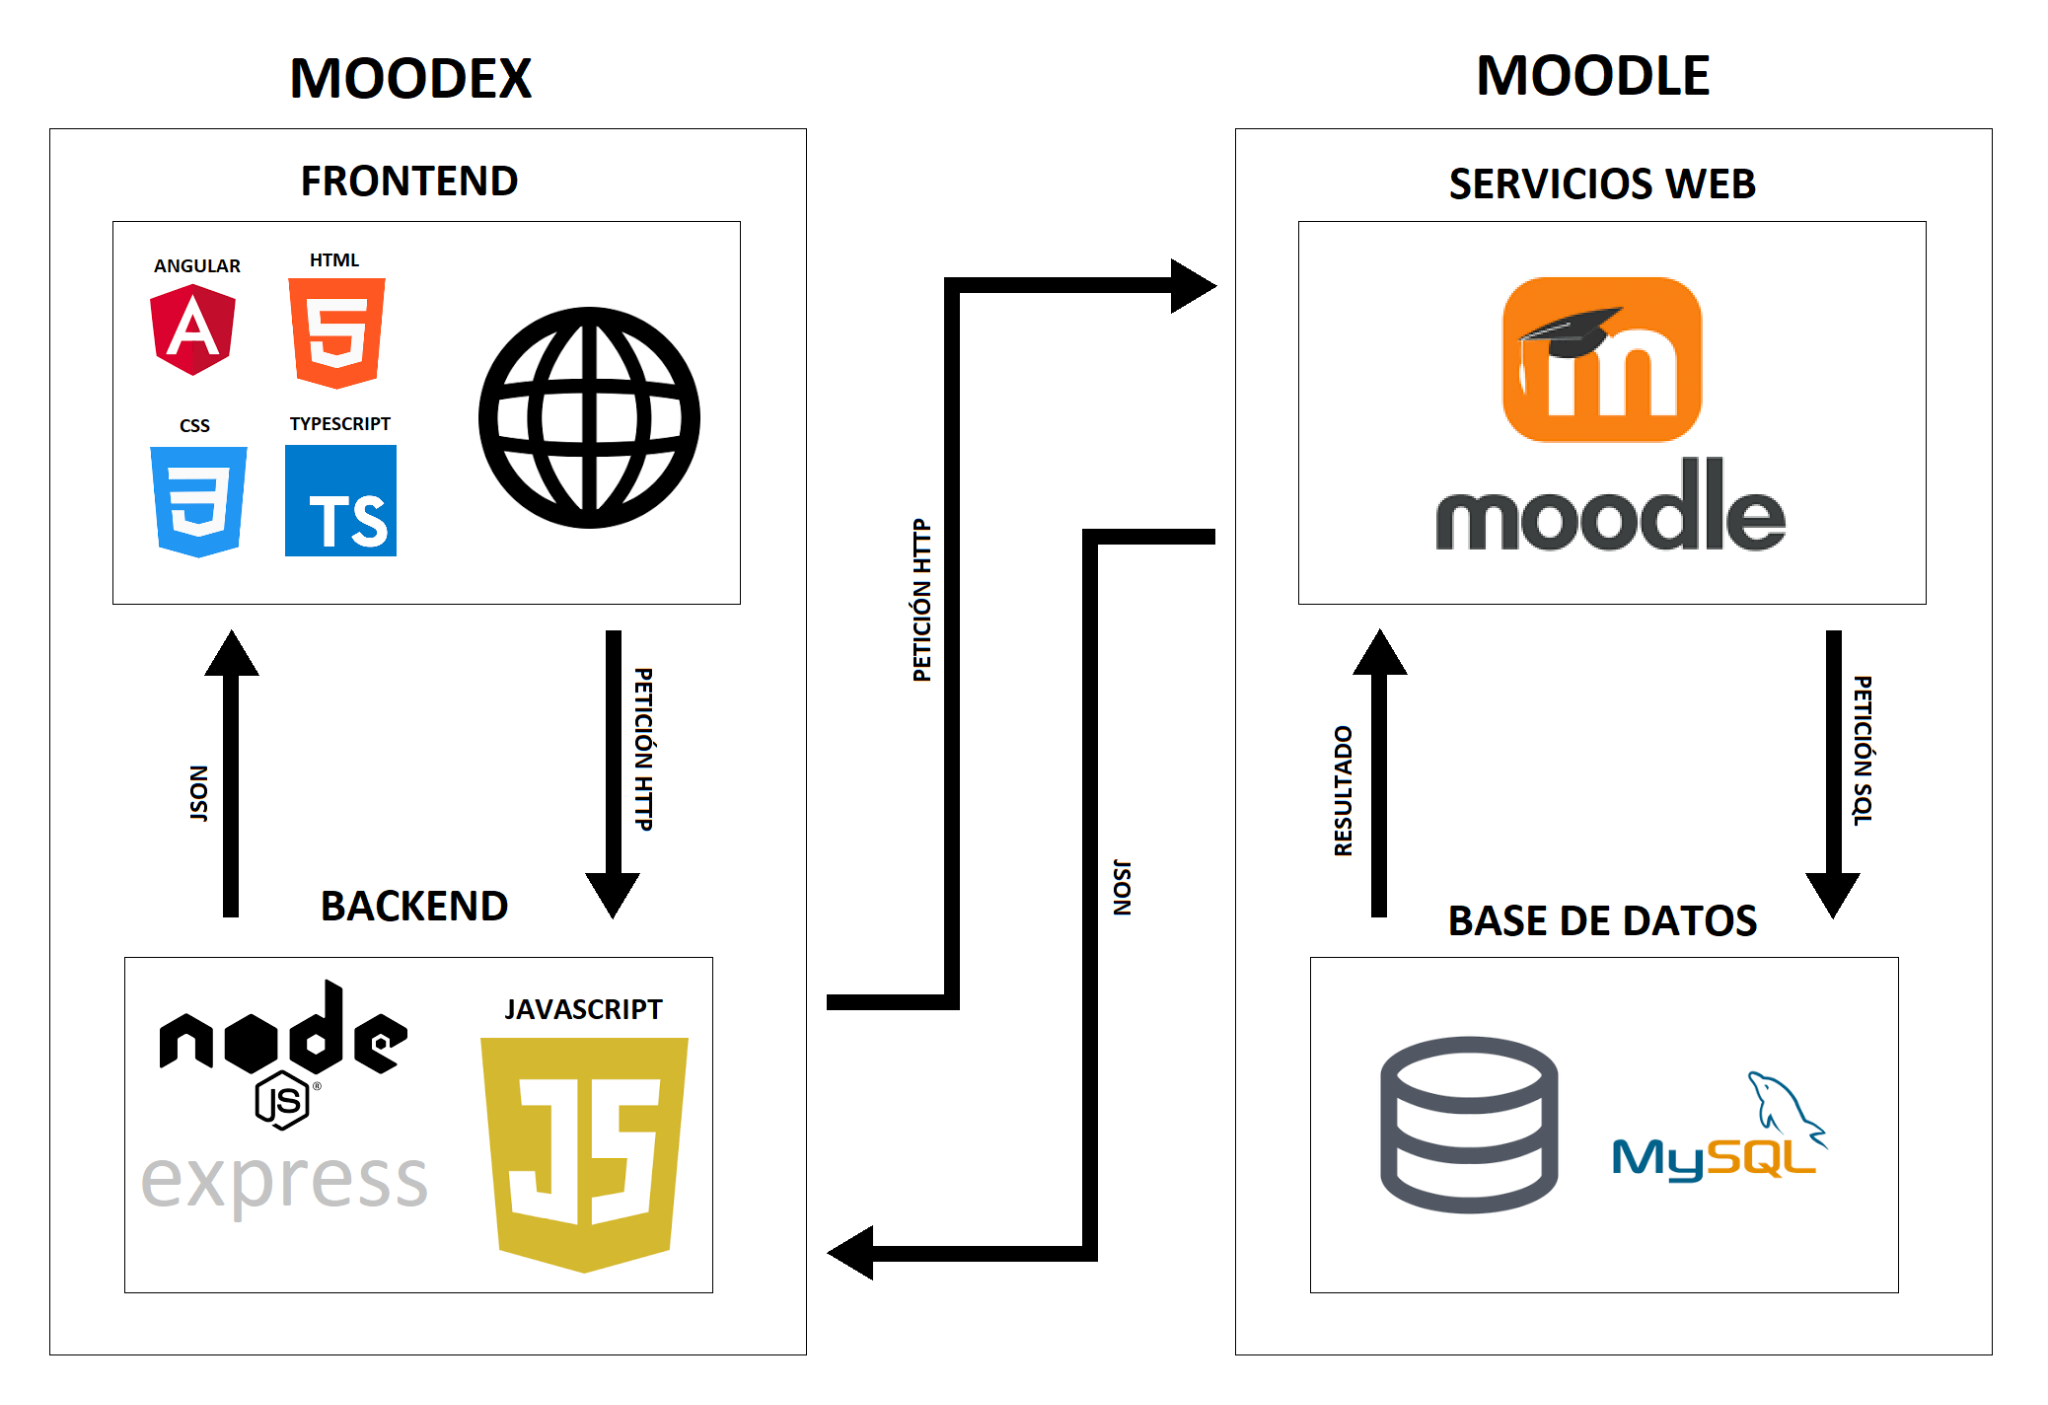 MOODEX
MOODLE
FRONTEND
ANGULAR
HTML
5
CSS
TYPESCRIPT
TS
JSON
PETICIÓN HTTP
BACKEND
node
JS®
express
JAVASCRIPT
JS
PETICIÓN HTTP
JSON
SERVICIOS WEB
m
moodle
RESULTADO
PETICIÓN SQL
BASE DE DATOS
MySQL